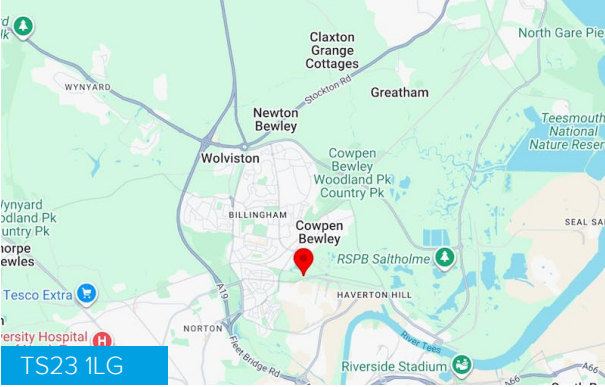 Claxton
Grange
Cottages
North Gare Pie
WYNYARD
Stockton Rd
Greatham
Newton
Bewley
Teesmouth
National
Nature Reser
Wolviston
Cowpen
Bewley
Woodland Pk
Country Pk
Wynyard
odland Pk
untry Pk
BILLINGHAM
Cowpen
Bewley
SEAL SA
horpe
ewles
RSPB Saltholme
Tesco Extra
HAVERTON HILL
A19
NORTON
River Tees
versity Hospital
H
Fleet Bridge Rd
TS23 1LG
Riverside Stadium
A66
A66